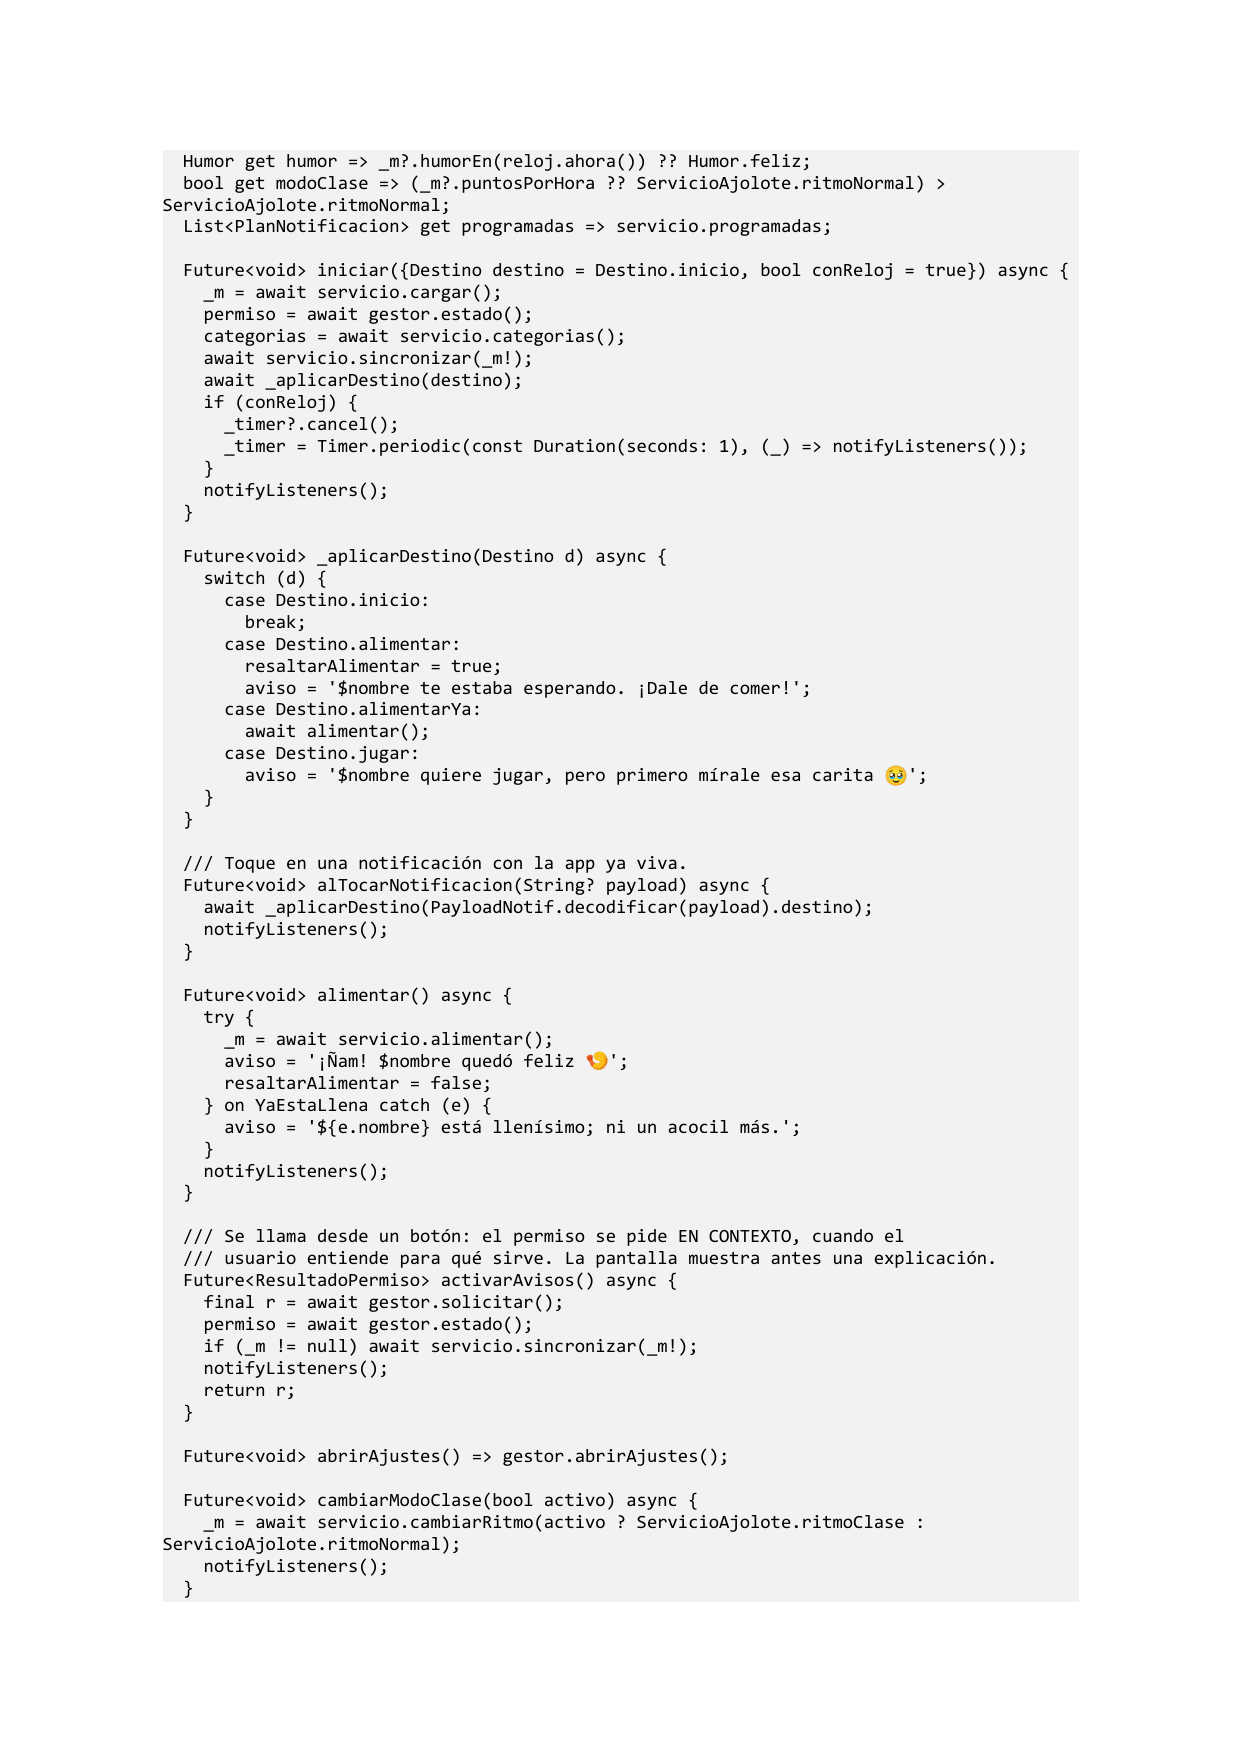 Humor get humor => _m?.humorEn(reloj.ahora()) ?? Humor.feliz;
bool get modoClase => (_m?.puntosPorHora ?? ServicioAjolote.ritmoNormal) >
ServicioAjolote.ritmoNormal;
List<PlanNotificacion> get programadas => servicio.programadas;

Future<void> iniciar({Destino destino = Destino.inicio, bool conReloj = true}) async {
_m = await servicio.cargar();
permiso = await gestor.estado();
categorias = await servicio.categorias();
await servicio.sincronizar(_m!);
await _aplicarDestino(destino);
if (conReloj) {
_timer?.cancel();
_timer = Timer.periodic(const Duration(seconds: 1), (_) => notifyListeners());
}
notifyListeners();
}

Future<void> _aplicarDestino(Destino d) async {
switch (d) {
case Destino.inicio:
break;
case Destino.alimentar:
resaltarAlimentar = true;
aviso = '$nombre te estaba esperando. ¡Dale de comer!';
case Destino.alimentarYa:
await alimentar();
case Destino.jugar:
aviso = '$nombre quiere jugar, pero primero mírale esa carita 🥹';
}
}

/// Toque en una notificación con la app ya viva.
Future<void> alTocarNotificacion(String? payload) async {
await _aplicarDestino(PayloadNotif.decodificar(payload).destino);
notifyListeners();
}

Future<void> alimentar() async {
try {
_m = await servicio.alimentar();
aviso = '¡Ñam! $nombre quedó feliz 🍤';
resaltarAlimentar = false;
} on YaEstaLlena catch (e) {
aviso = '${e.nombre} está llenísimo; ni un acocil más.';
}
notifyListeners();
}

/// Se llama desde un botón: el permiso se pide EN CONTEXTO, cuando el
/// usuario entiende para qué sirve. La pantalla muestra antes una explicación.
Future<ResultadoPermiso> activarAvisos() async {
final r = await gestor.solicitar();
permiso = await gestor.estado();
if (_m != null) await servicio.sincronizar(_m!);
notifyListeners();
return r;
}

Future<void> abrirAjustes() => gestor.abrirAjustes();

Future<void> cambiarModoClase(bool activo) async {
_m = await servicio.cambiarRitmo(activo ? ServicioAjolote.ritmoClase :
ServicioAjolote.ritmoNormal);
notifyListeners();
}